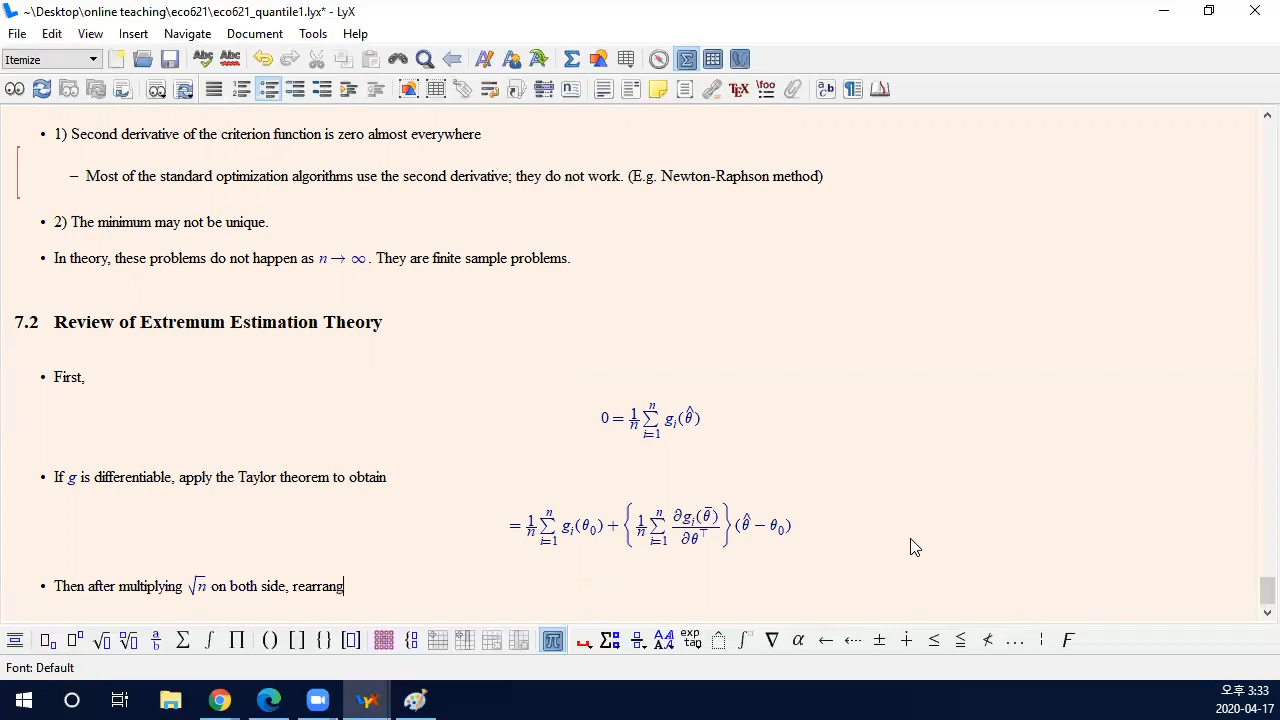 ~\Desktop\online teaching\eco621\eco621_quantile1.lyx* - LyX
File Edit View Insert Navigate Document Tools Help
Itemize
• 1) Second derivative of the criterion function is zero almost everywhere
– Most of the standard optimization algorithms use the second derivative; they do not work. (E.g. Newton-Raphson method)
• 2) The minimum may not be unique.
• In theory, these problems do not happen as n → ∞. They are finite sample problems.
7.2 Review of Extremum Estimation Theory
• First,
0 = 1/n ∑_{i=1}^{n} g_i(θ̂)
• If g is differentiable, apply the Taylor theorem to obtain
= 1/n ∑_{i=1}^{n} g_i(θ_0) + { 1/n ∑_{i=1}^{n} ∂g_i(θ̄)/∂θ^⊤ } (θ̂ − θ_0)
• Then after multiplying √n on both side, rearrang
Font: Default
오후 3:33
2020-04-17